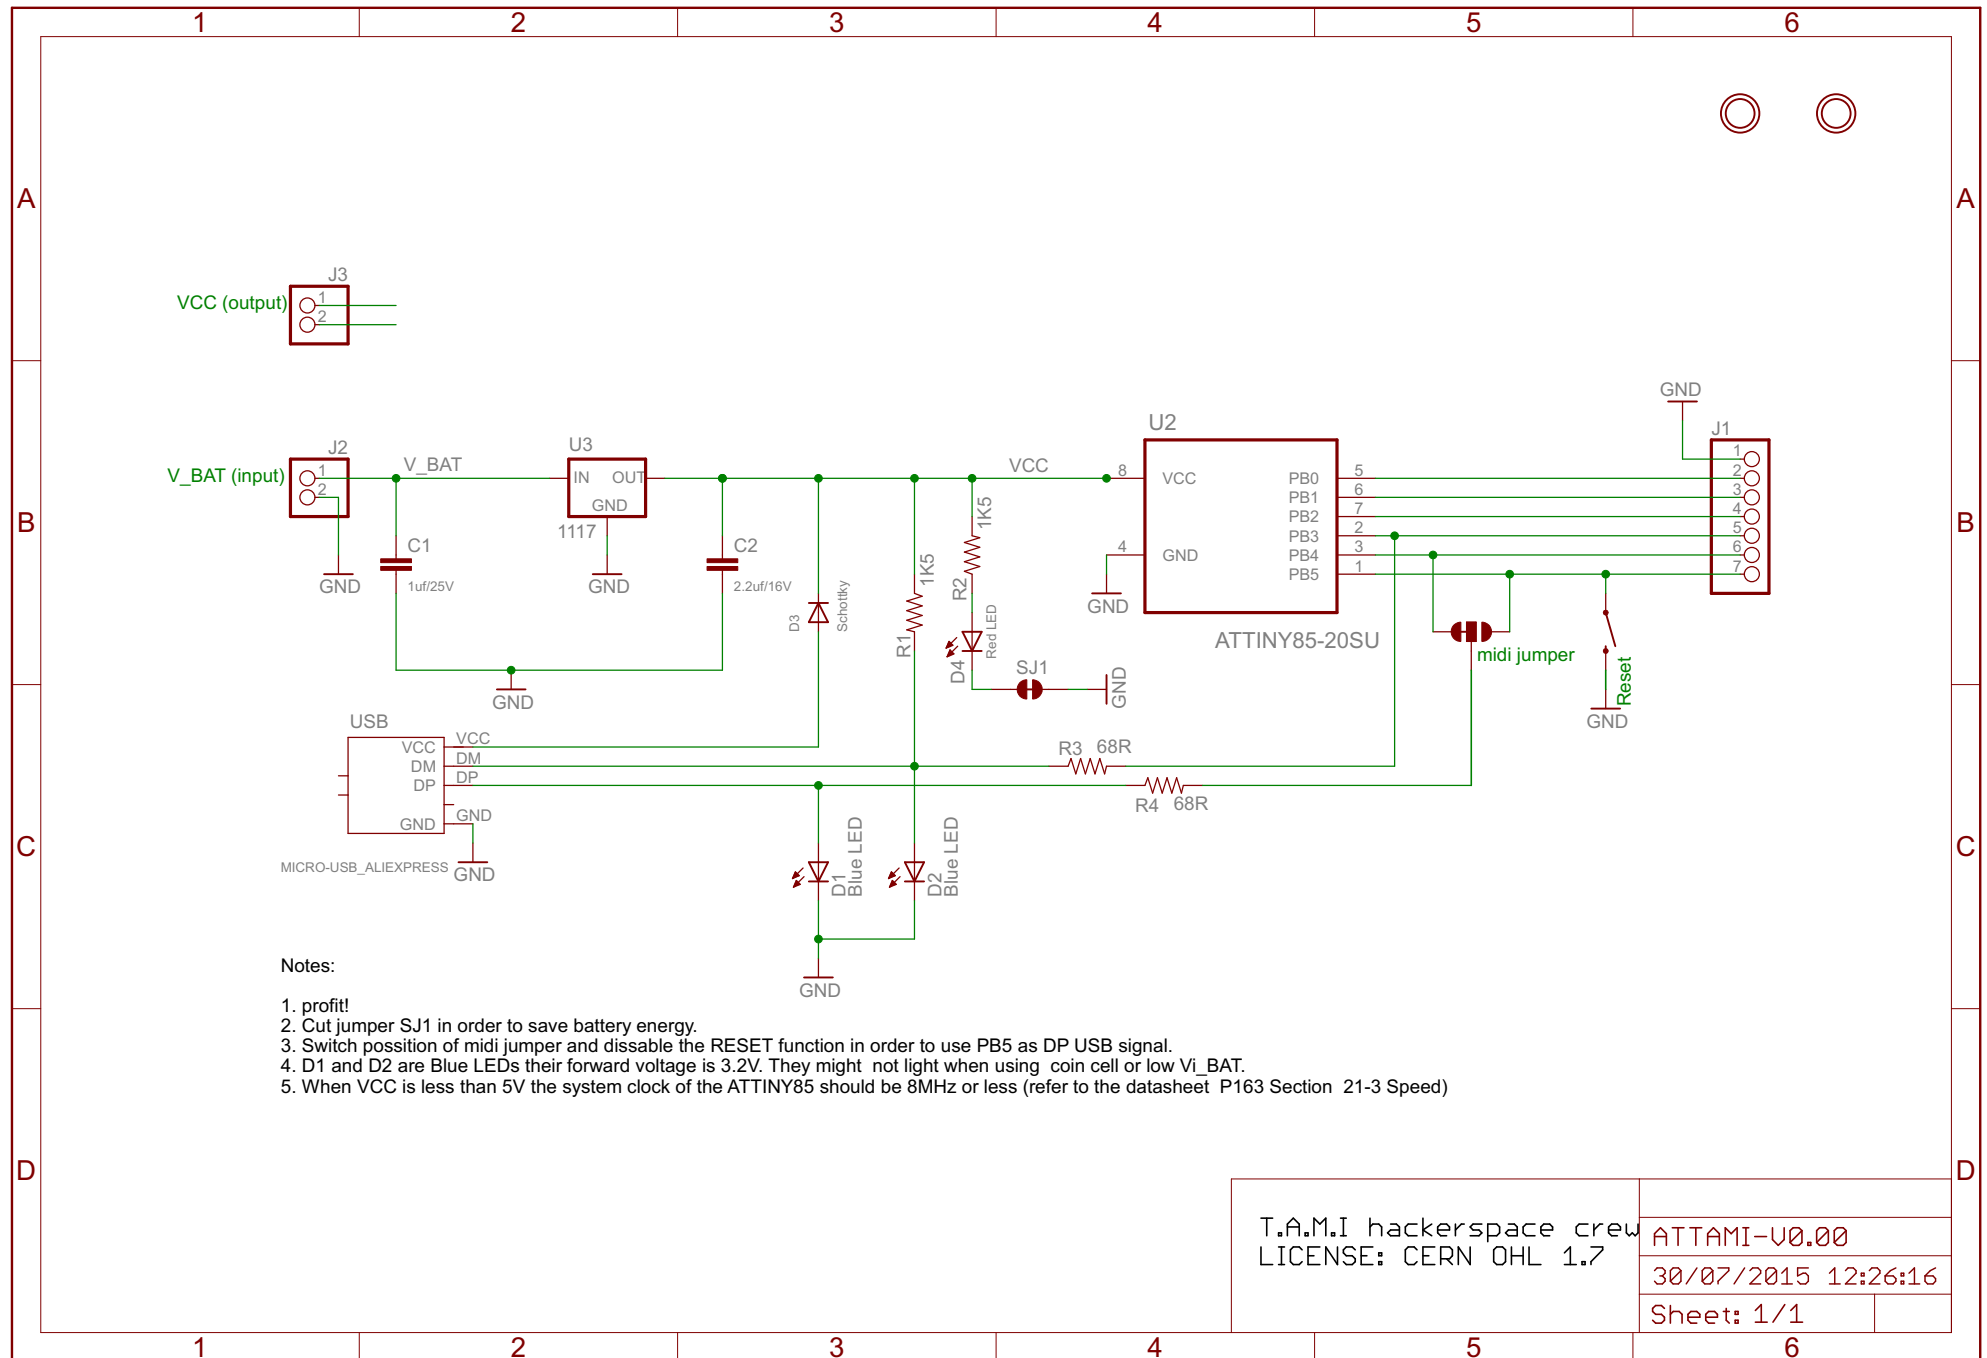 1 2 3 4 5 6
A A
J3
VCC (output)
1
2
GND
J2
V_BAT (input)
1
2
V_BAT
U3
IN OUT
GND
1117
GND
C1
1uf/25V
GND
C2
2.2uf/16V
GND
D3
Schottky
R1
1K5
R2
1K5
D4
Red LED
SJ1
GND
VCC
U2
8 VCC
4 GND
GND
PB0 5
PB1 6
PB2 7
PB3 2
PB4 3
PB5 1
ATTINY85-20SU
J1
1
2
3
4
5
6
7
midi jumper
Reset
GND
B B
USB
VCC VCC
DM DM
DP DP
GND GND
MICRO-USB_ALIEXPRESS
GND
R3 68R
R4 68R
D1
Blue LED
D2
Blue LED
GND
C C
Notes:
1. profit!
2. Cut jumper SJ1 in order to save battery energy.
3. Switch possition of midi jumper and dissable the RESET function in order to use PB5 as DP USB signal.
4. D1 and D2 are Blue LEDs their forward voltage is 3.2V. They might  not light when using  coin cell or low Vi_BAT.
5. When VCC is less than 5V the system clock of the ATTINY85 should be 8MHz or less (refer to the datasheet  P163 Section  21-3 Speed)
D D
T.A.M.I hackerspace crew
LICENSE: CERN OHL 1.7
ATTAMI-V0.00
30/07/2015 12:26:16
Sheet: 1/1
1 2 3 4 5 6